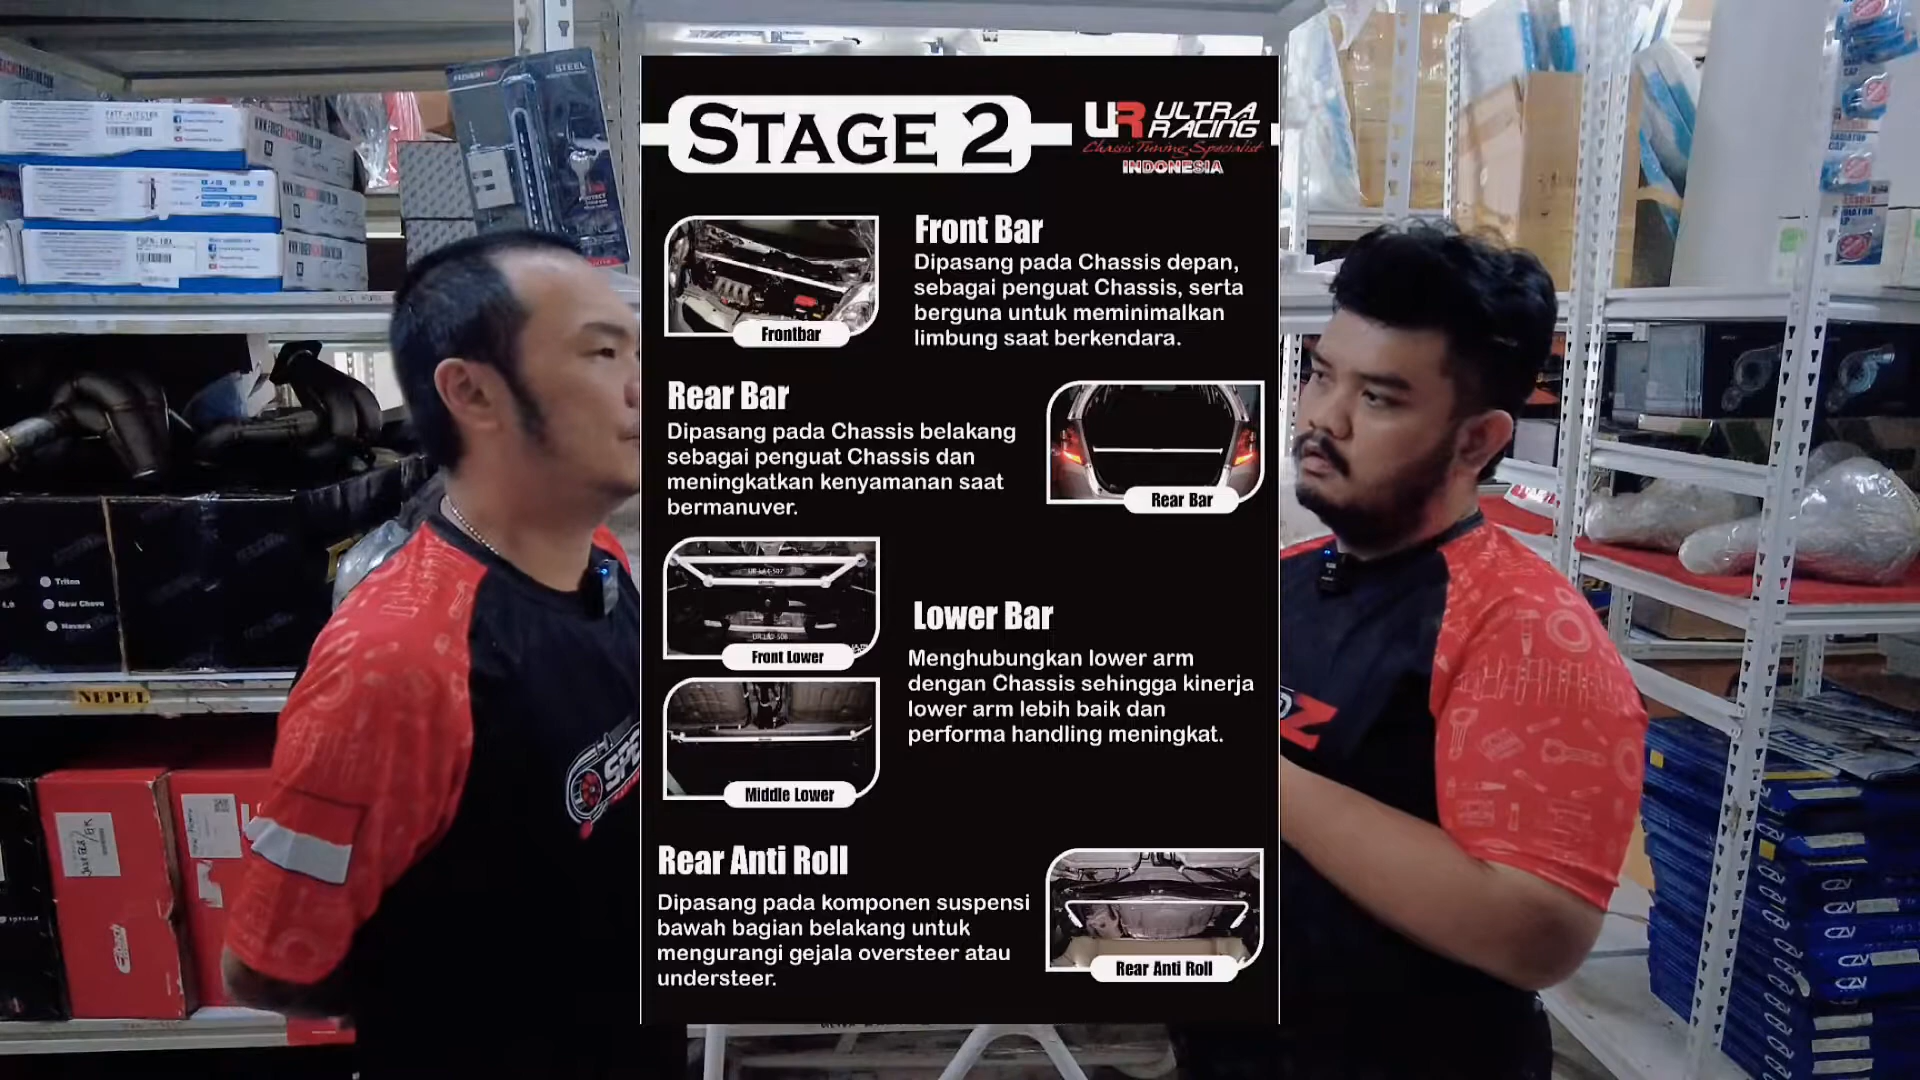 STAGE 2
UR ULTRA RACING
Chassis Tuning Specialist
INDONESIA
Front Bar
Dipasang pada Chassis depan,
sebagai penguat Chassis, serta
berguna untuk meminimalkan
limbung saat berkendara.
Frontbar
Rear Bar
Dipasang pada Chassis belakang
sebagai penguat Chassis dan
meningkatkan kenyamanan saat
bermanuver.
Rear Bar
Front Lower
Lower Bar
Menghubungkan lower arm
dengan Chassis sehingga kinerja
lower arm lebih baik dan
performa handling meningkat.
Middle Lower
Rear Anti Roll
Dipasang pada komponen suspensi
bawah bagian belakang untuk
mengurangi gejala oversteer atau
understeer.
Rear Anti Roll
STEEL
Triton
New Cheve
Navara
NEPEL